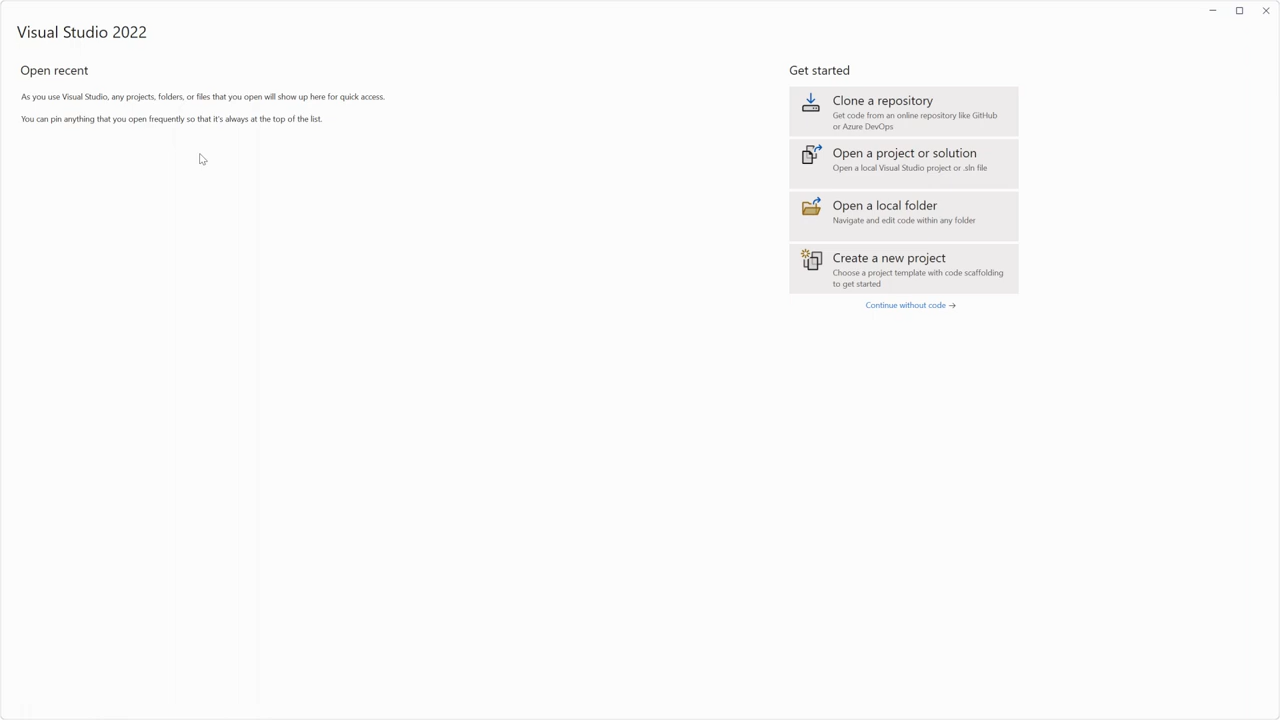 Visual Studio 2022
Open recent
As you use Visual Studio, any projects, folders, or files that you open will show up here for quick access.
You can pin anything that you open frequently so that it's always at the top of the list.
Get started
Clone a repository
Get code from an online repository like GitHub
or Azure DevOps
Open a project or solution
Open a local Visual Studio project or .sln file
Open a local folder
Navigate and edit code within any folder
Create a new project
Choose a project template with code scaffolding
to get started
Continue without code →